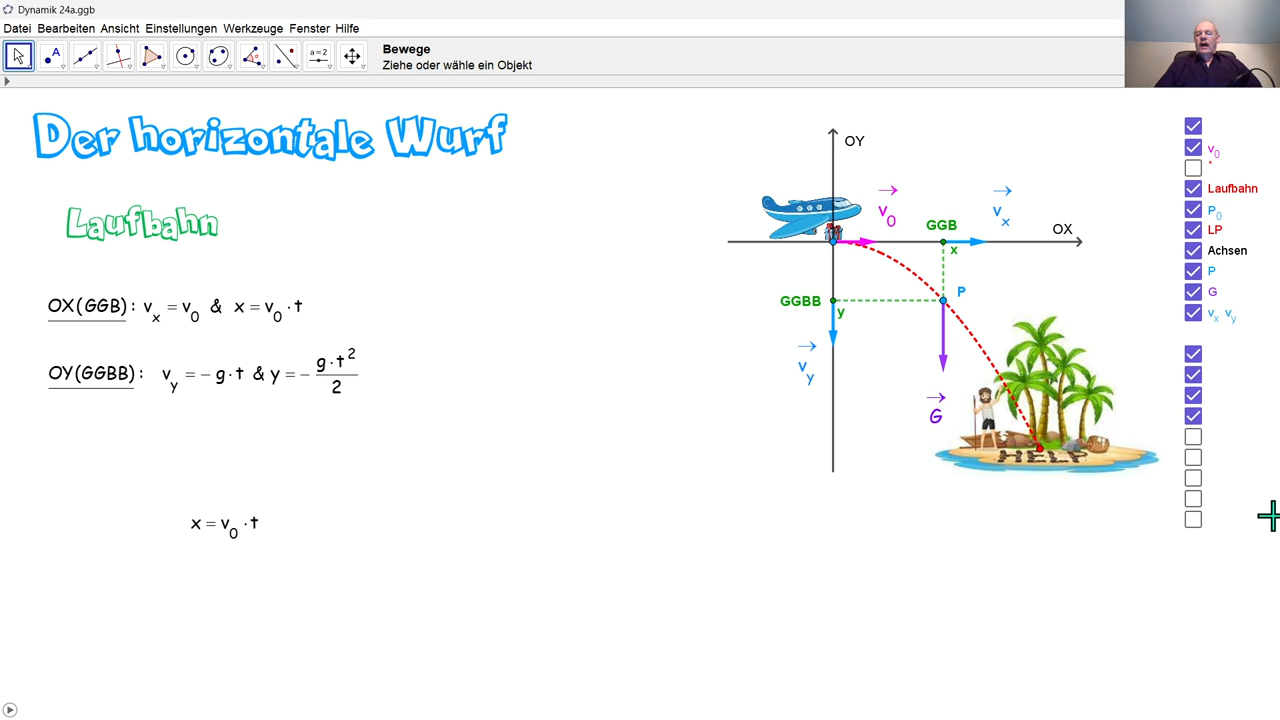 Dynamik 24a.ggb
Datei Bearbeiten Ansicht Einstellungen Werkzeuge Fenster Hilfe
A
a=2
Bewege
Ziehe oder wähle ein Objekt
Der horizontale Wurf
Laufbahn
OX(GGB): v_x = v_0 & x = v_0 · t
OY(GGBB): v_y = − g · t & y = − g · t² / 2
x = v_0 · t
OY
v_0
v_x
GGB
OX
x
P
GGBB
y
v_y
G
HELP
v_0
*
Laufbahn
P_0
LP
Achsen
P
G
v_x v_y